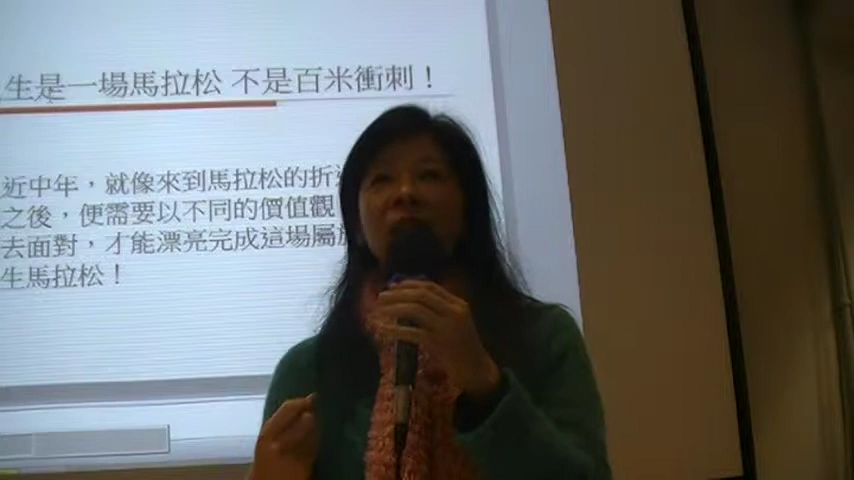 生是一場馬拉松 不是百米衝刺！
近中年，就像來到馬拉松的折
之後，便需要以不同的價值觀
去面對，才能漂亮完成這場屬
生馬拉松！